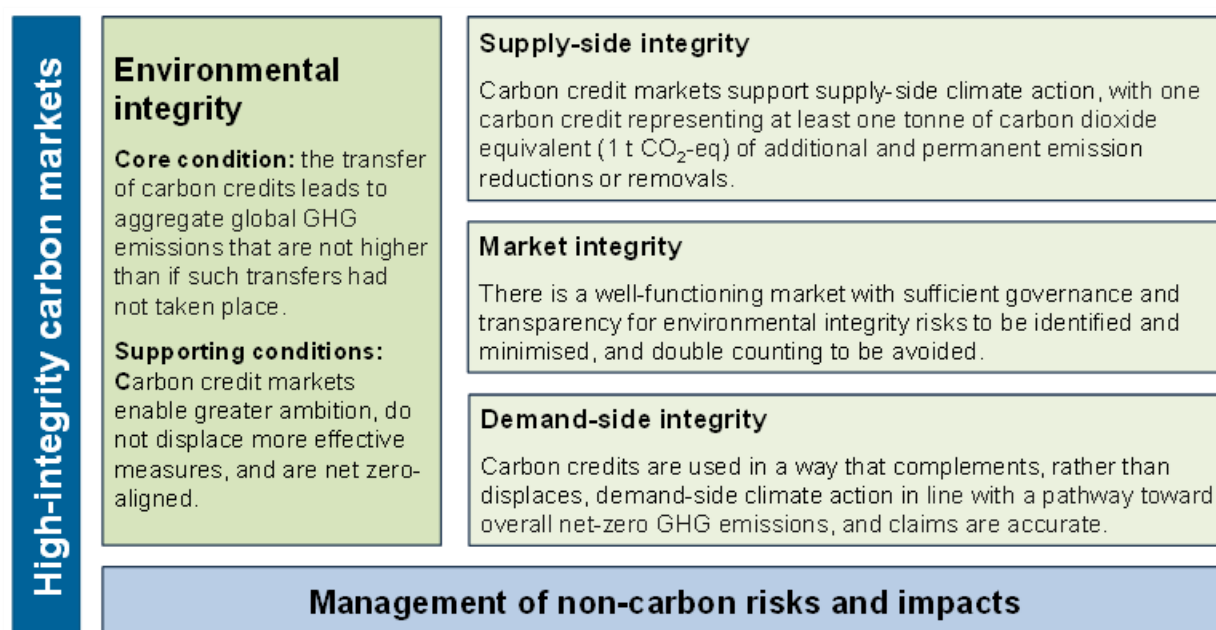 High-integrity carbon markets
Environmental
integrity
Core condition: the transfer
of carbon credits leads to
aggregate global GHG
emissions that are not higher
than if such transfers had
not taken place.
Supporting conditions:
Carbon credit markets
enable greater ambition, do
not displace more effective
measures, and are net zero-
aligned.
Supply-side integrity
Carbon credit markets support supply-side climate action, with one
carbon credit representing at least one tonne of carbon dioxide
equivalent (1 t CO₂-eq) of additional and permanent emission
reductions or removals.
Market integrity
There is a well-functioning market with sufficient governance and
transparency for environmental integrity risks to be identified and
minimised, and double counting to be avoided.
Demand-side integrity
Carbon credits are used in a way that complements, rather than
displaces, demand-side climate action in line with a pathway toward
overall net-zero GHG emissions, and claims are accurate.
Management of non-carbon risks and impacts